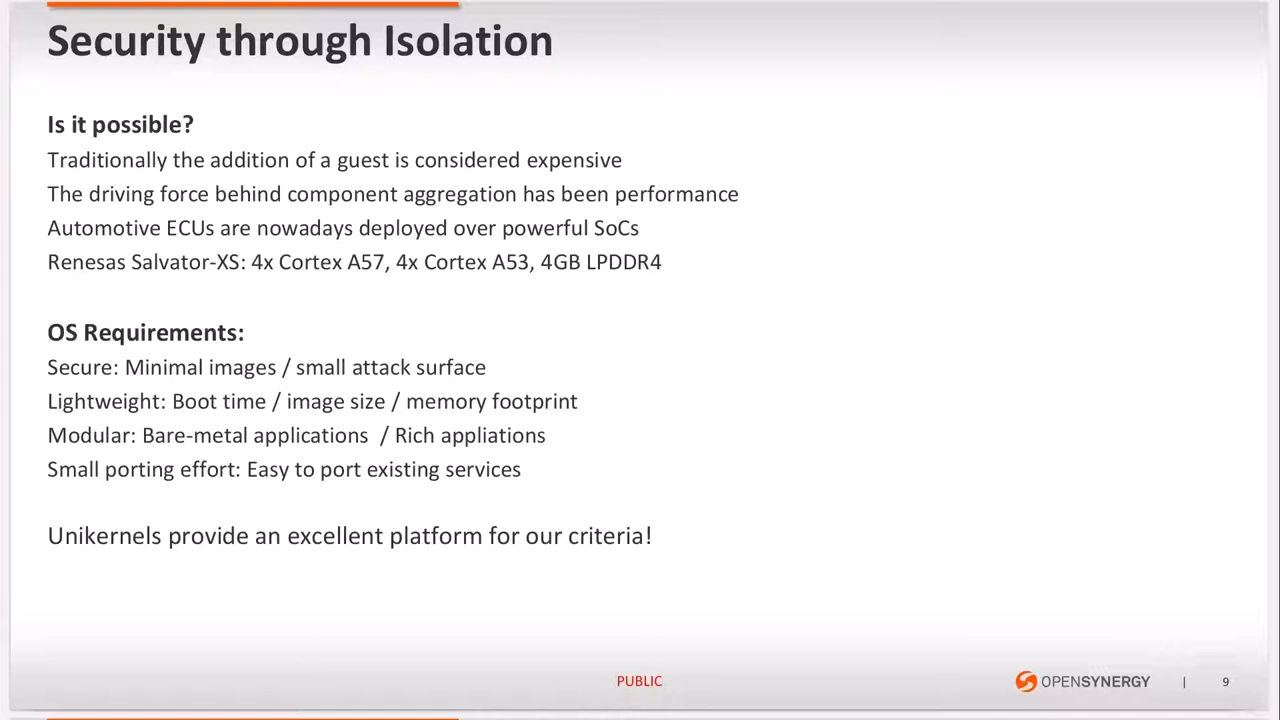 Security through Isolation
Is it possible?
Traditionally the addition of a guest is considered expensive
The driving force behind component aggregation has been performance
Automotive ECUs are nowadays deployed over powerful SoCs
Renesas Salvator-XS: 4x Cortex A57, 4x Cortex A53, 4GB LPDDR4
OS Requirements:
Secure: Minimal images / small attack surface
Lightweight: Boot time / image size / memory footprint
Modular: Bare-metal applications  / Rich appliations
Small porting effort: Easy to port existing services
Unikernels provide an excellent platform for our criteria!
PUBLIC
OPENSYNERGY | 9